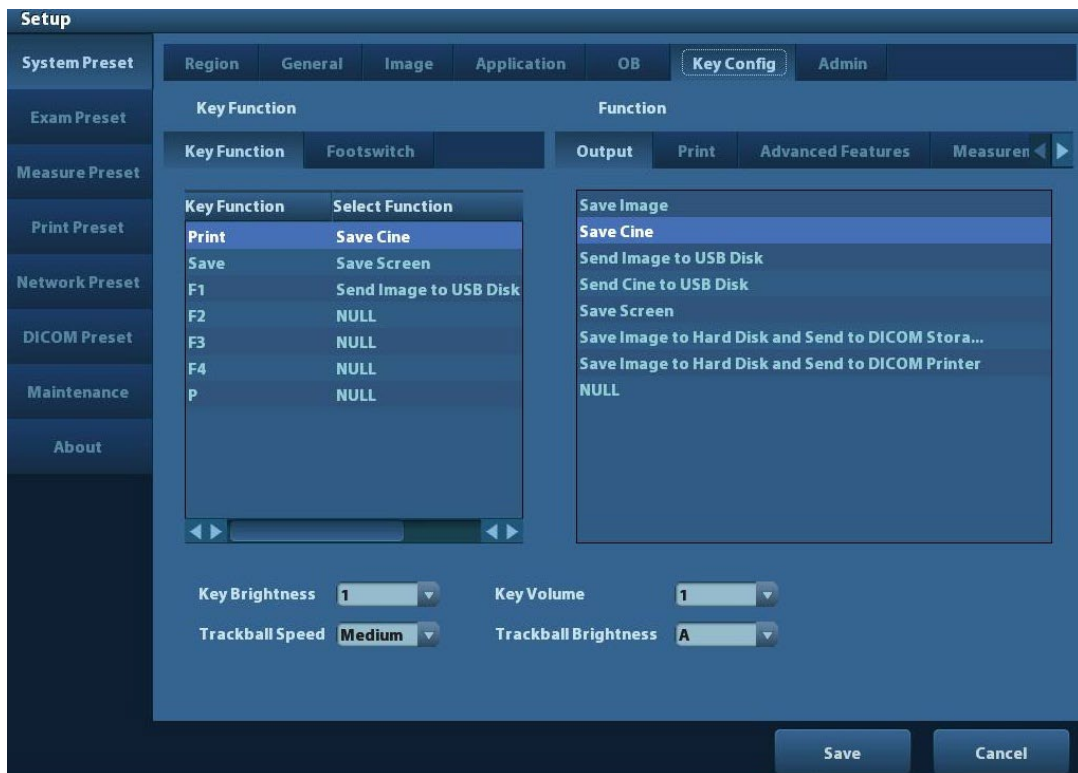 Setup
System Preset
Exam Preset
Measure Preset
Print Preset
Network Preset
DICOM Preset
Maintenance
About
Region General Image Application OB Key Config Admin
Key Function
Key Function Footswitch
Key Function Select Function
Print Save Cine
Save Save Screen
F1 Send Image to USB Disk
F2 NULL
F3 NULL
F4 NULL
P NULL
Function
Output Print Advanced Features Measurem
Save Image
Save Cine
Send Image to USB Disk
Send Cine to USB Disk
Save Screen
Save Image to Hard Disk and Send to DICOM Stora...
Save Image to Hard Disk and Send to DICOM Printer
NULL
Key Brightness 1 Key Volume 1
Trackball Speed Medium Trackball Brightness A
Save Cancel